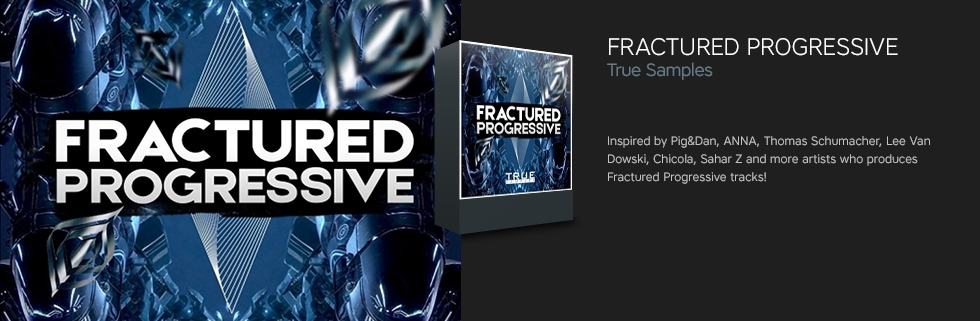 FRACTURED
PROGRESSIVE
FRACTURED
PROGRESSIVE
TRUE
FRACTURED PROGRESSIVE
True Samples
Inspired by Pig&Dan, ANNA, Thomas Schumacher, Lee Van
Dowski, Chicola, Sahar Z and more artists who produces
Fractured Progressive tracks!